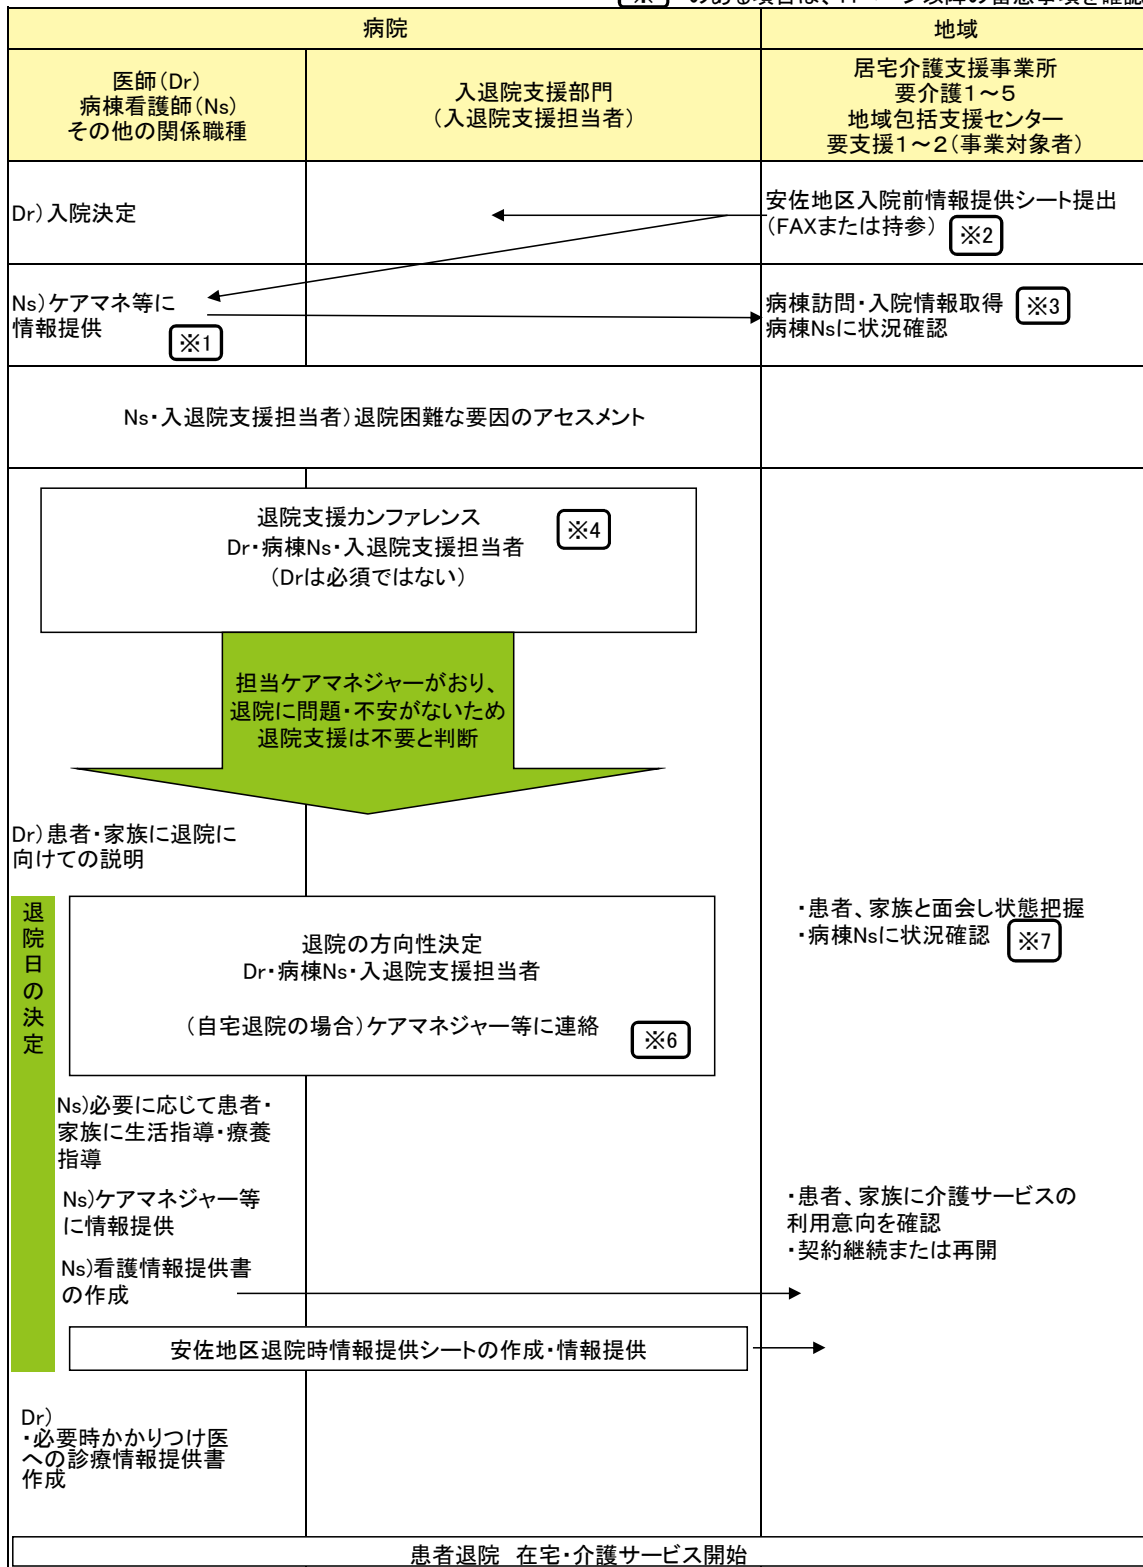 ※
病院
地域
医師(Dr)
病棟看護師(Ns)
その他の関係職種
入退院支援部門
(入退院支援担当者)
居宅介護支援事業所
要介護1~5
地域包括支援センター
要支援1~2(事業対象者)
Dr)入院決定
安佐地区入院前情報提供シート提出
(FAXまたは持参) ※2
Ns)ケアマネ等に
情報提供
※1
病棟訪問・入院情報取得 ※3
病棟Nsに状況確認
Ns・入退院支援担当者)退院困難な要因のアセスメント
退院支援カンファレンス ※4
Dr・病棟Ns・入退院支援担当者
(Drは必須ではない)
担当ケアマネジャーがおり、
退院に問題・不安がないため
退院支援は不要と判断
Dr)患者・家族に退院に
向けての説明
退院日の決定
退院の方向性決定
Dr・病棟Ns・入退院支援担当者
(自宅退院の場合)ケアマネジャー等に連絡 ※6
・患者、家族と面会し状態把握
・病棟Nsに状況確認 ※7
Ns)必要に応じて患者・
家族に生活指導・療養
指導
Ns)ケアマネジャー等
に情報提供
Ns)看護情報提供書
の作成
・患者、家族に介護サービスの
利用意向を確認
・契約継続または再開
安佐地区退院時情報提供シートの作成・情報提供
Dr)
・必要時かかりつけ医
への診療情報提供書
作成
患者退院 在宅・介護サービス開始